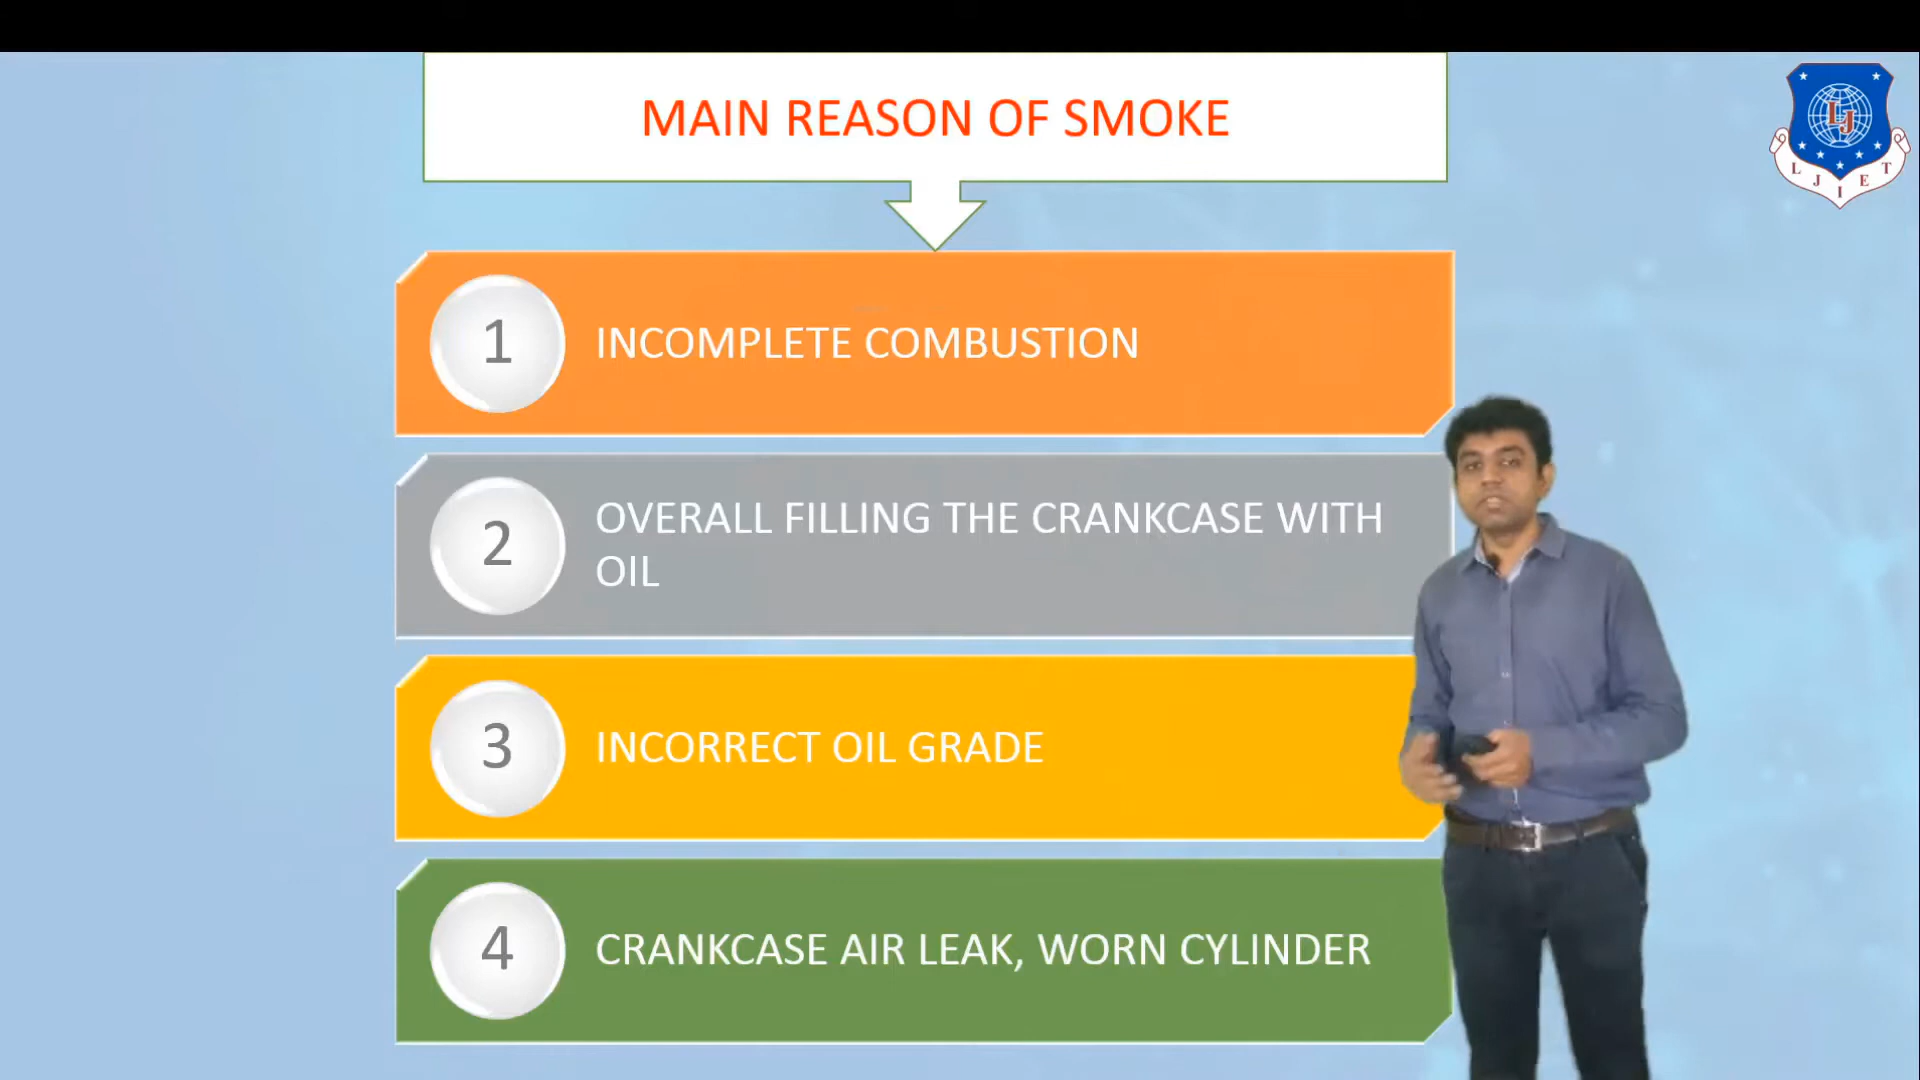 MAIN REASON OF SMOKE
LJ
L J I E T
1
INCOMPLETE COMBUSTION
2
OVERALL FILLING THE CRANKCASE WITH
OIL
3
INCORRECT OIL GRADE
4
CRANKCASE AIR LEAK, WORN CYLINDER